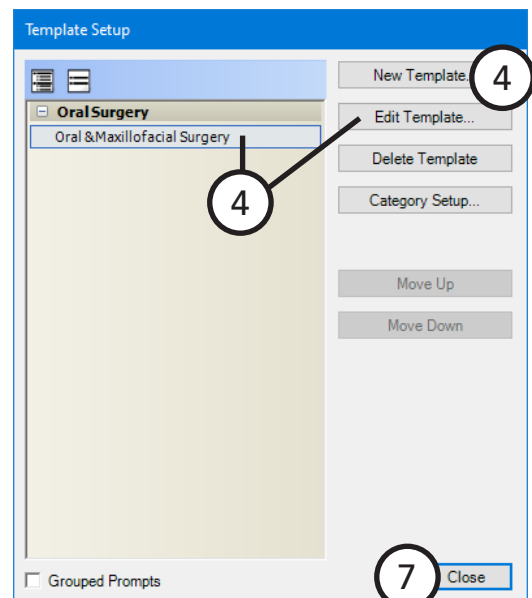 Template Setup
New Template.
4
Oral Surgery
Edit Template...
Oral &Maxillofacial Surgery
Delete Template
4
Category Setup...
Move Up
Move Down
Grouped Prompts
7
Close